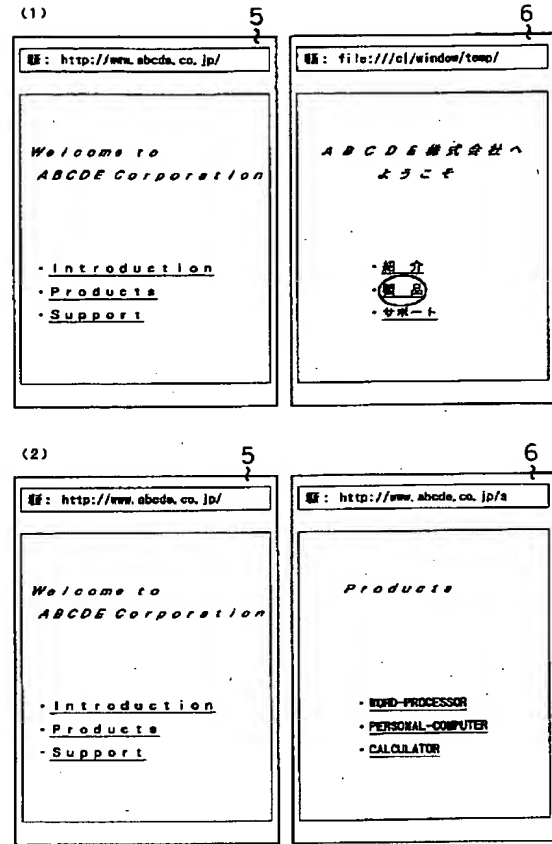 (1)
5
6
http://www.abcde.co.jp/
file:///c|/window/temp/
Welcome to
ABCDE Corporation
ABCDE株式会社へ
ようこそ
・Introduction
・Products
・Support
・紹 介
・製 品
・サポート
(2)
5
6
http://www.abcde.co.jp/
http://www.abcde.co.jp/a
Welcome to
ABCDE Corporation
Products
・Introduction
・Products
・Support
・WORD-PROCESSOR
・PERSONAL-COMPUTER
・CALCULATOR